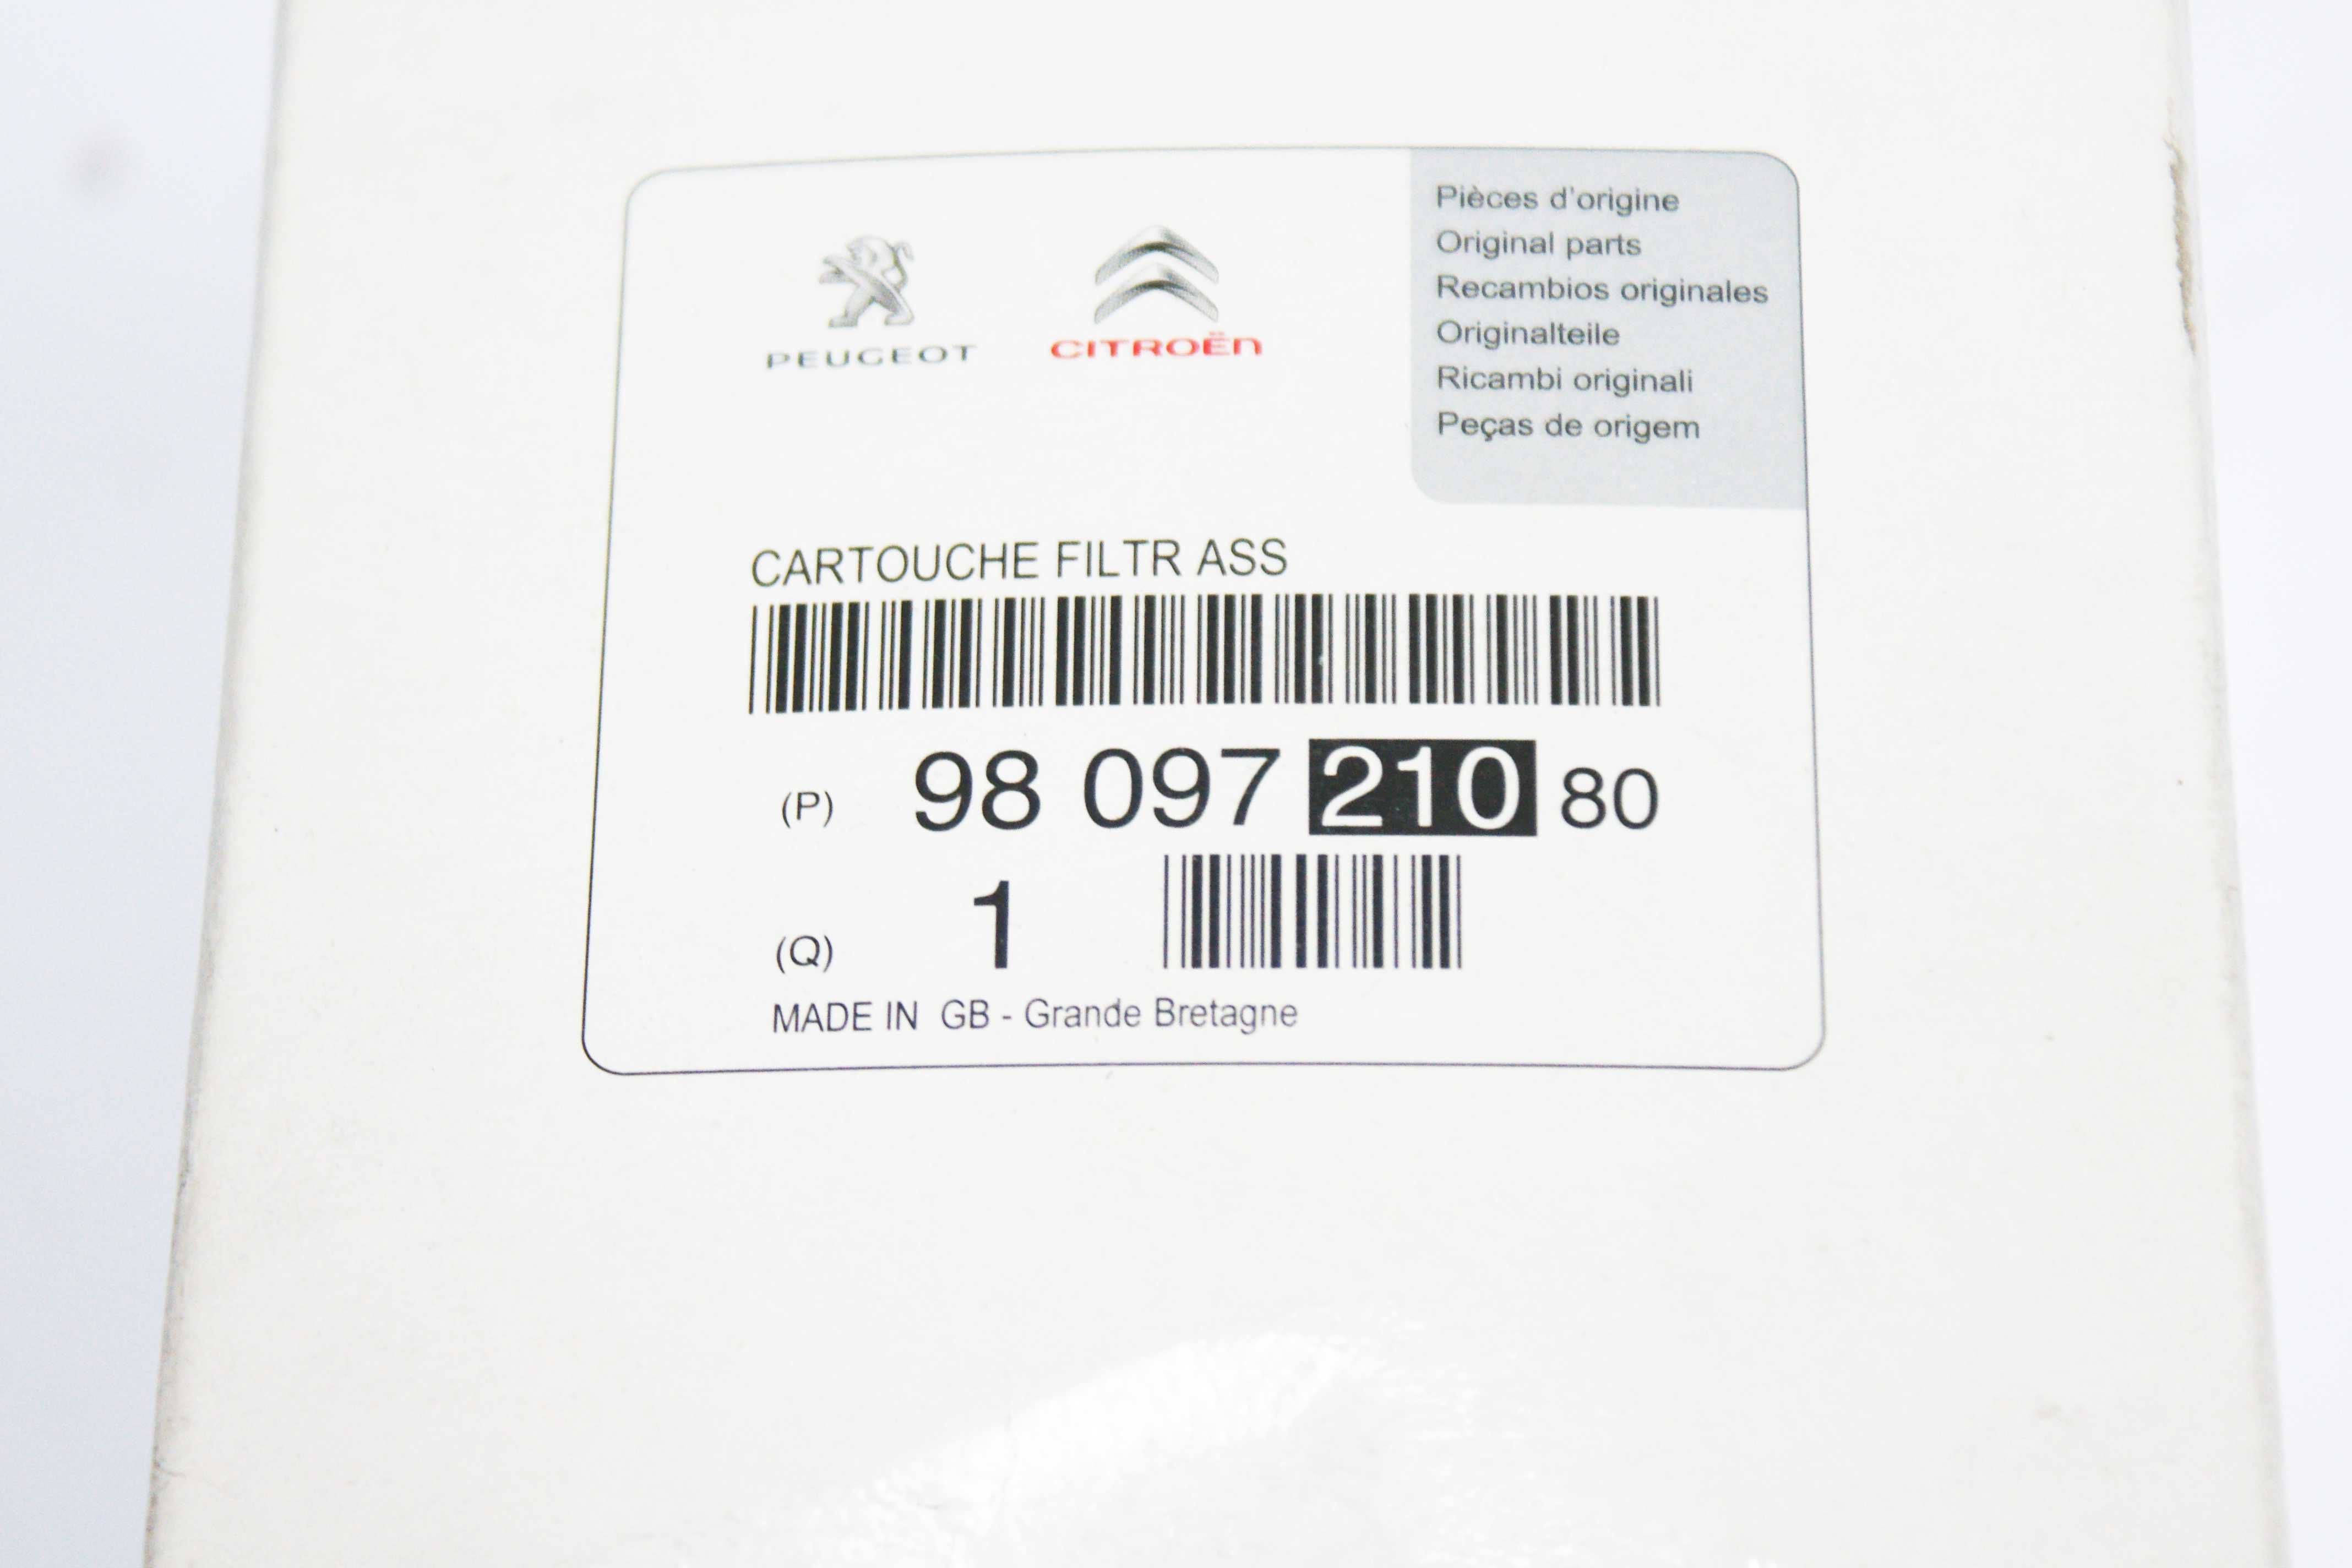 PEUGEOT
CITROËN
Pièces d'origine
Original parts
Recambios originales
Originalteile
Ricambi originali
Peças de origem
CARTOUCHE FILTR ASS
(P) 98 097 210 80
(Q) 1
MADE IN GB - Grande Bretagne